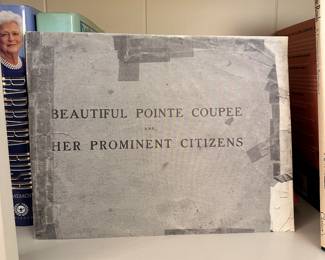 BEAUTIFUL POINTE COUPEE
AND
HER PROMINENT CITIZENS
BARBARA BUSH